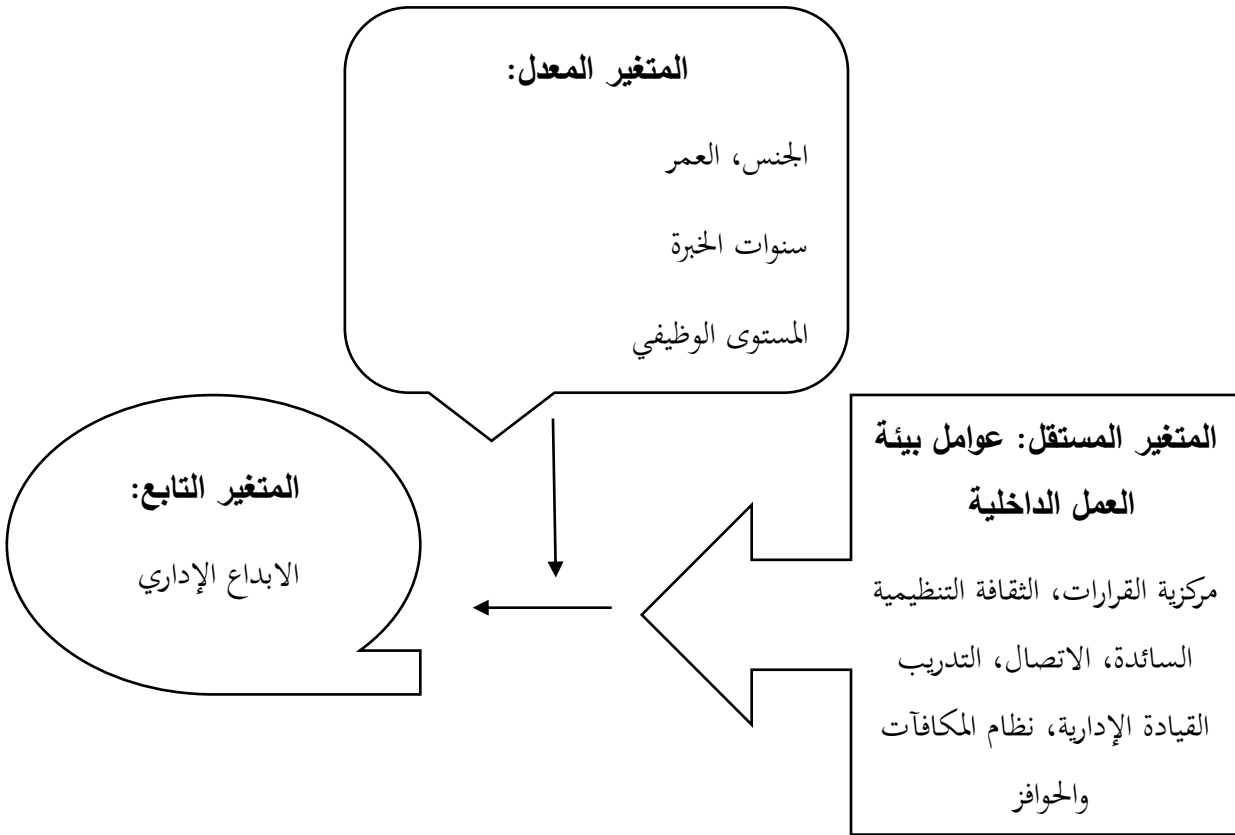 المتغير المعدل:
الجنس، العمر
سنوات الخبرة
المستوى الوظيفي
المتغير المستقل: عوامل بيئة
العمل الداخلية
مركزية القرارات، الثقافة التنظيمية
السائدة، الاتصال، التدريب
القيادة الإدارية، نظام المكافآت
والحوافز
المتغير التابع:
الابداع الإداري